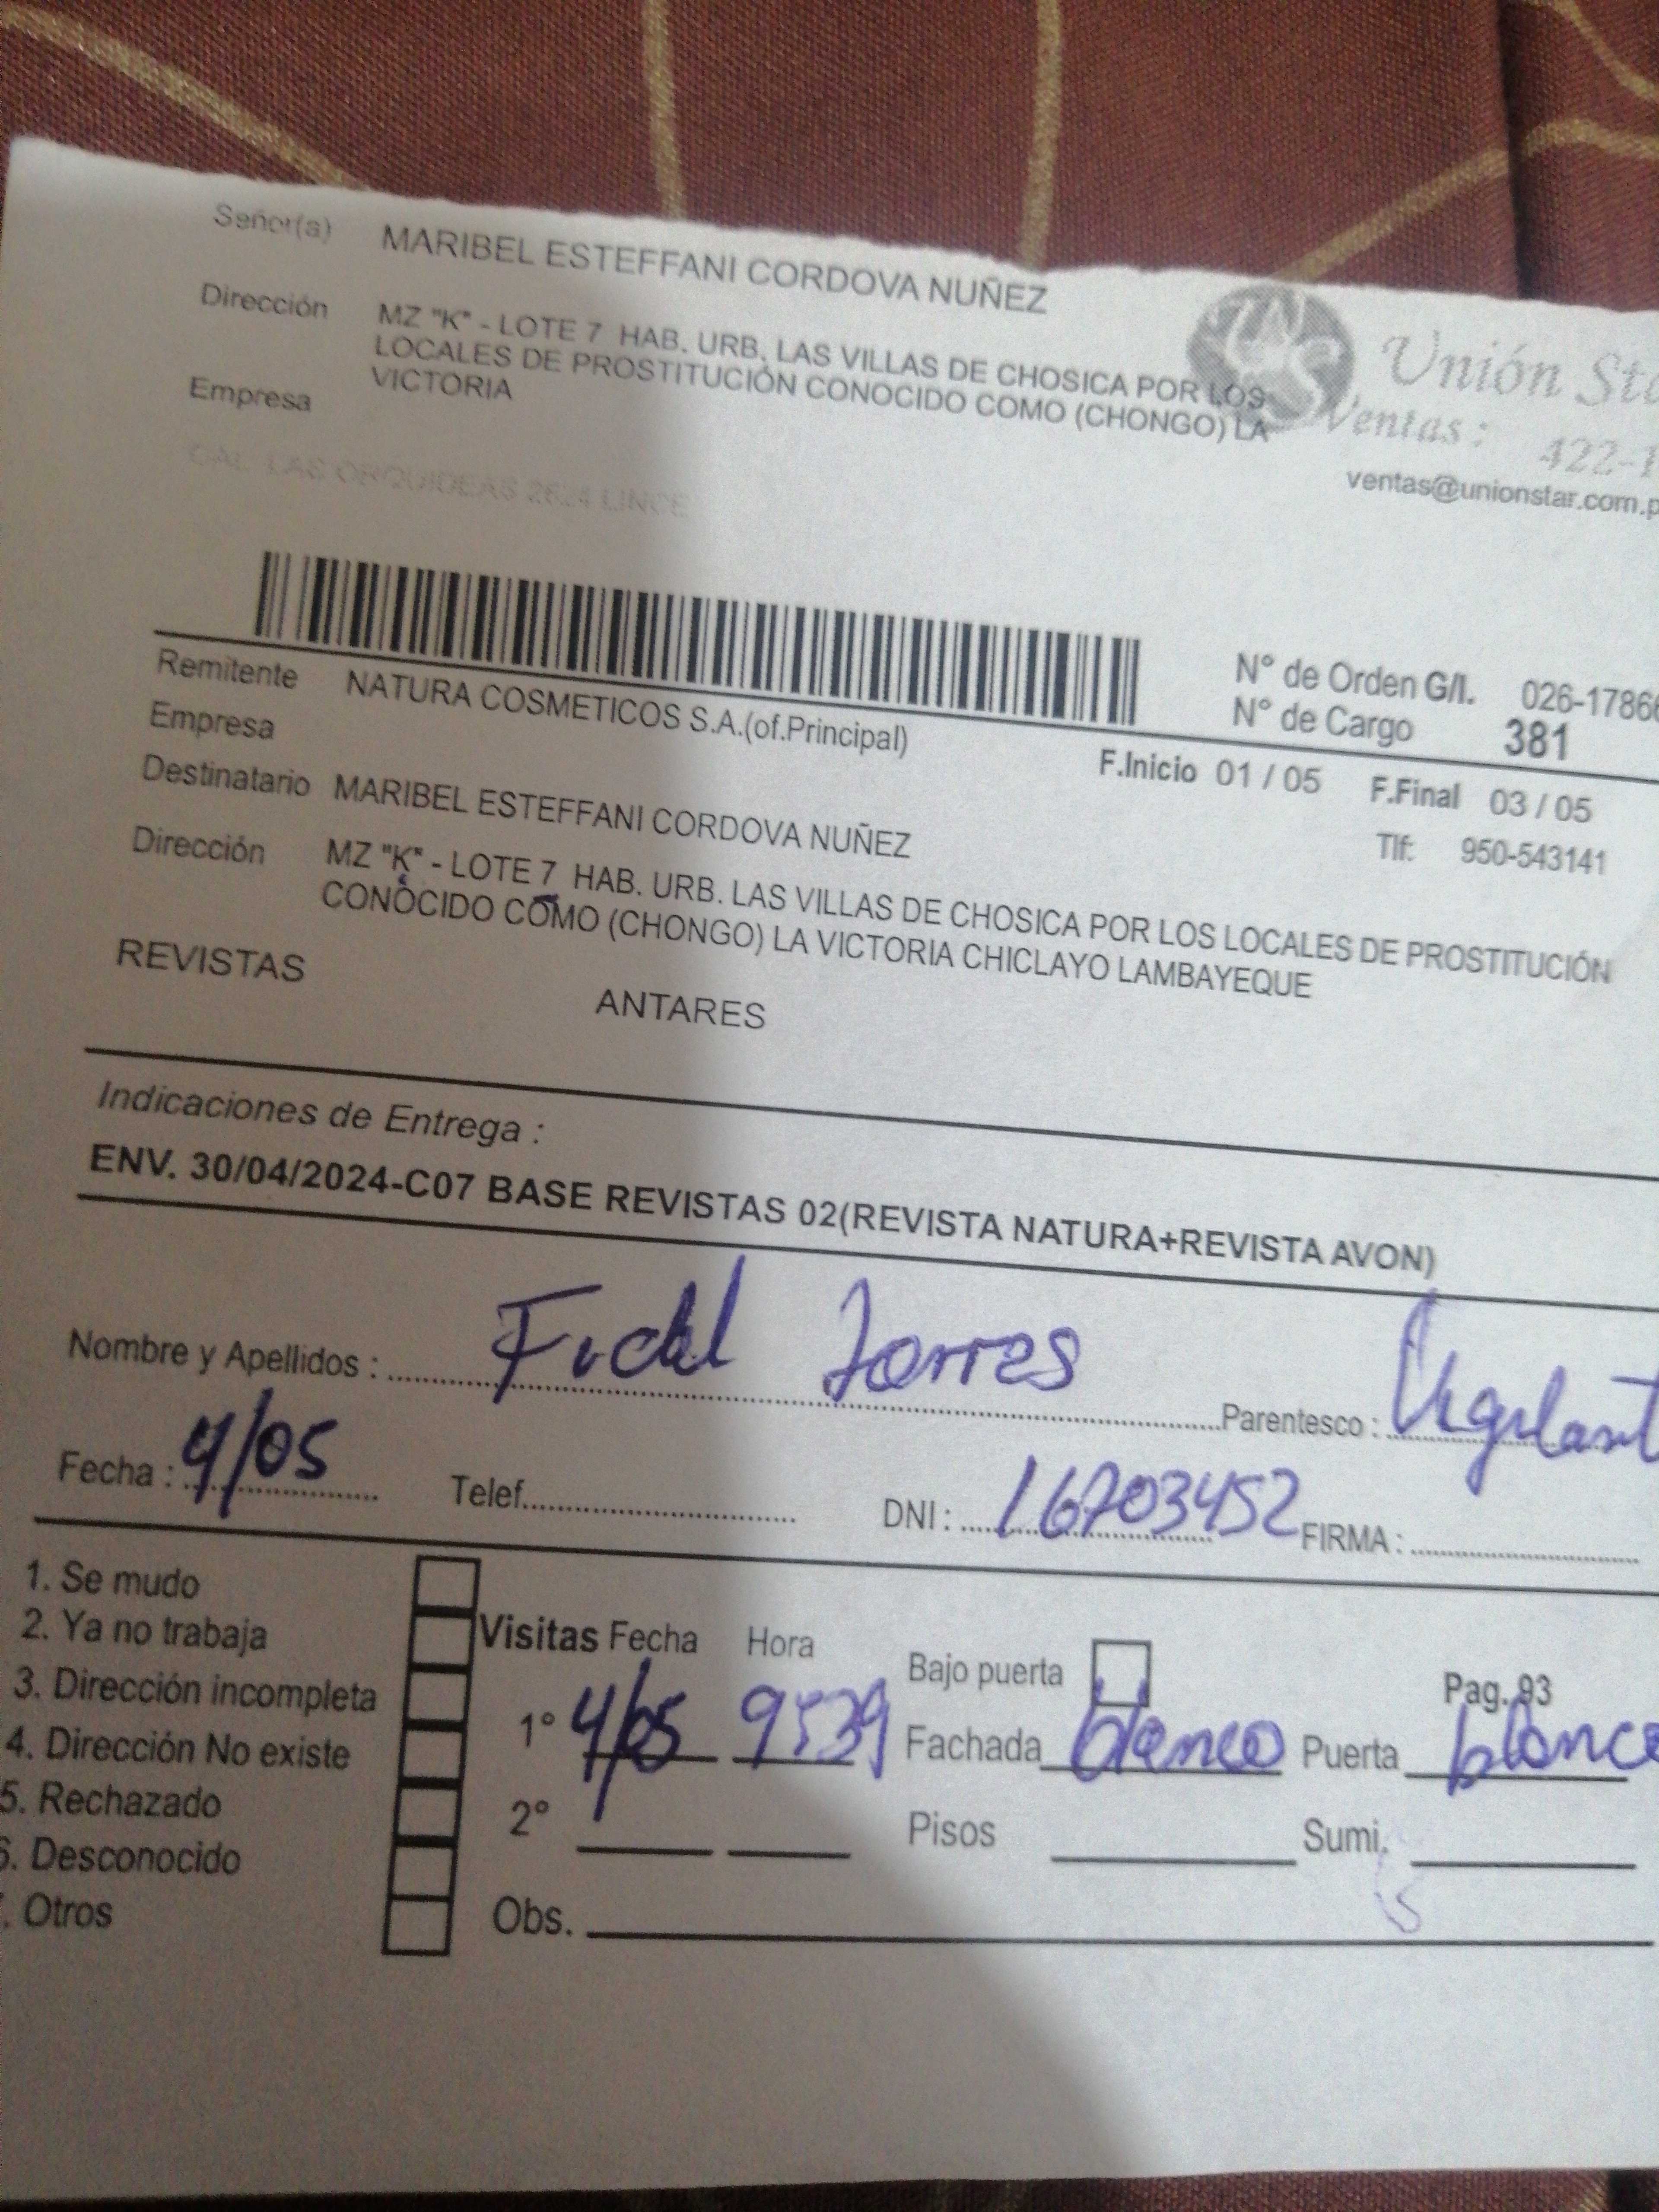 Señor(a) MARIBEL ESTEFFANI CORDOVA NUÑEZ
Dirección MZ "K" - LOTE 7 HAB. URB. LAS VILLAS DE CHOSICA POR LOS
LOCALES DE PROSTITUCIÓN CONOCIDO COMO (CHONGO) LA
VICTORIA
Empresa
Unión
Ventas: 422-1
ventas@unionstar.com.p
CAL. LAS ORQUIDEAS 2624 LINCE
N° de Orden G/I. 026-1786
N° de Cargo 381
Remitente NATURA COSMETICOS S.A.(of.Principal)
Empresa
F.Inicio 01 / 05 F.Final 03 / 05
Destinatario MARIBEL ESTEFFANI CORDOVA NUÑEZ
Tlf: 950-543141
Dirección MZ "K" - LOTE 7 HAB. URB. LAS VILLAS DE CHOSICA POR LOS LOCALES DE PROSTITUCIÓN
CONOCIDO COMO (CHONGO) LA VICTORIA CHICLAYO LAMBAYEQUE
REVISTAS ANTARES
Indicaciones de Entrega :
ENV. 30/04/2024-C07 BASE REVISTAS 02(REVISTA NATURA+REVISTA AVON)
Nombre y Apellidos : Fidel Torres Parentesco : Vigilant
Fecha : 4/05 Telef. DNI : 16703452 FIRMA :
1. Se mudo
2. Ya no trabaja
3. Dirección incompleta
4. Dirección No existe
5. Rechazado
6. Desconocido
. Otros
Visitas Fecha Hora Bajo puerta Pag. 93
1° 4/05 Fachada blanco Puerta blanco
2° Pisos Sumi.
Obs.